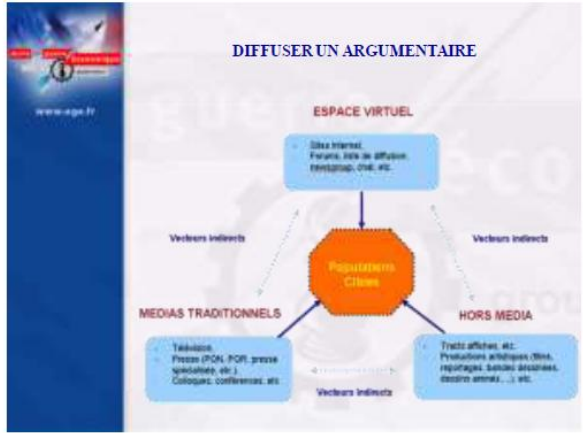 DIFFUSER UN ARGUMENTAIRE
www.ege.fr
ESPACE VIRTUEL
- Sites Internet,
Forums, liste de diffusion,
newsgroup, chat, etc.
Vecteurs indirects
Vecteurs indirects
Populations
Cibles
MEDIAS TRADITIONNELS
HORS MEDIA
- Télévision,
- Presse (PQN, PQR, presse
spécialisée, etc.),
Colloques, conférences, etc
- Tracts affiches, etc.
- Productions artistiques (films,
reportages, bandes dessinées,
dessins animés, ...), etc.
Vecteurs indirects